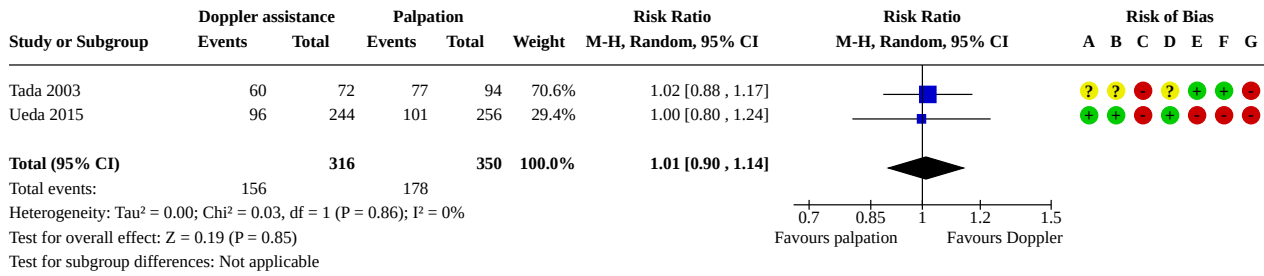 Doppler assistance Palpation Risk Ratio Risk Ratio Risk of Bias
Study or Subgroup Events Total Events Total Weight M-H, Random, 95% CI M-H, Random, 95% CI A B C D E F G
Tada 2003 60 72 77 94 70.6% 1.02 [0.88 , 1.17] ? ? - ? + + -
Ueda 2015 96 244 101 256 29.4% 1.00 [0.80 , 1.24] + + - + - - -
Total (95% CI) 316 350 100.0% 1.01 [0.90 , 1.14]
Total events: 156 178
Heterogeneity: Tau² = 0.00; Chi² = 0.03, df = 1 (P = 0.86); I² = 0% 0.7 0.85 1 1.2 1.5
Test for overall effect: Z = 0.19 (P = 0.85) Favours palpation Favours Doppler
Test for subgroup differences: Not applicable